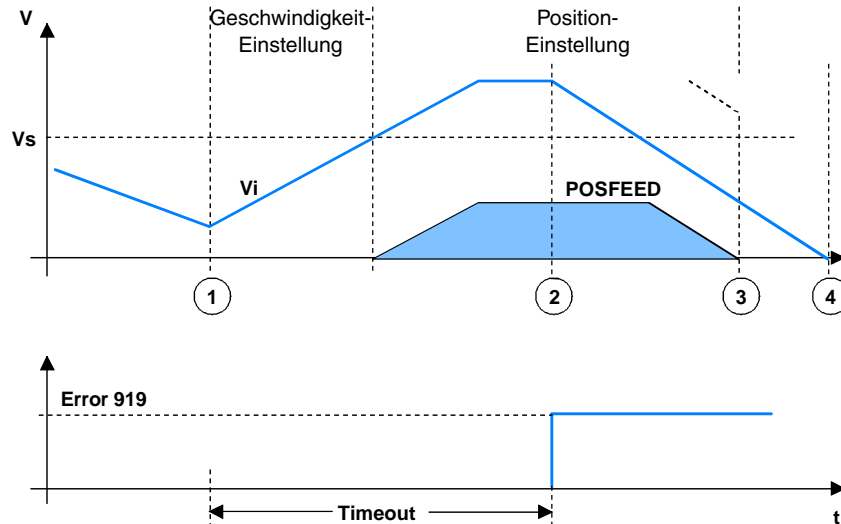 V
Geschwindigkeit-
Einstellung
Position-
Einstellung
Vs
Vi
POSFEED
1
2
3
4
Error 919
Timeout
t